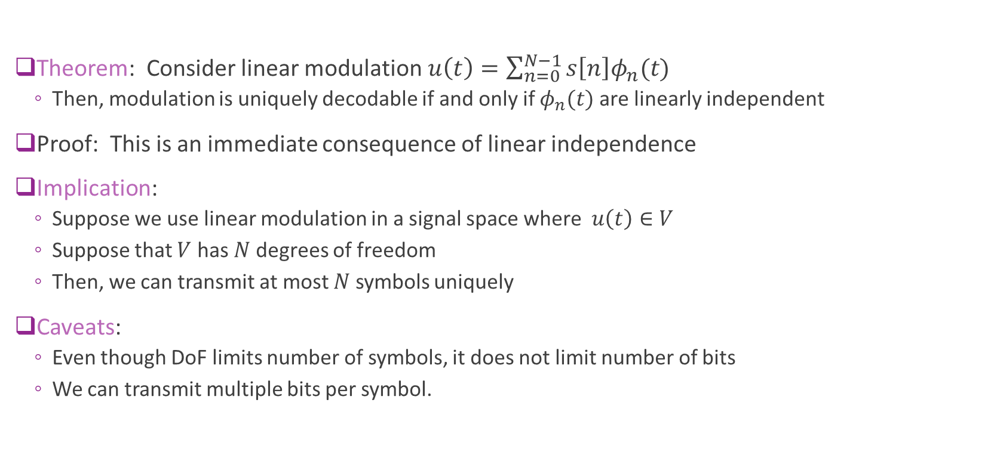 ❑Theorem: Consider linear modulation $u(t) = \sum_{n=0}^{N-1} s[n]\phi_n(t)$
◦ Then, modulation is uniquely decodable if and only if $\phi_n(t)$ are linearly independent
❑Proof: This is an immediate consequence of linear independence
❑Implication:
◦ Suppose we use linear modulation in a signal space where $u(t) \in V$
◦ Suppose that $V$ has $N$ degrees of freedom
◦ Then, we can transmit at most $N$ symbols uniquely
❑Caveats:
◦ Even though DoF limits number of symbols, it does not limit number of bits
◦ We can transmit multiple bits per symbol.